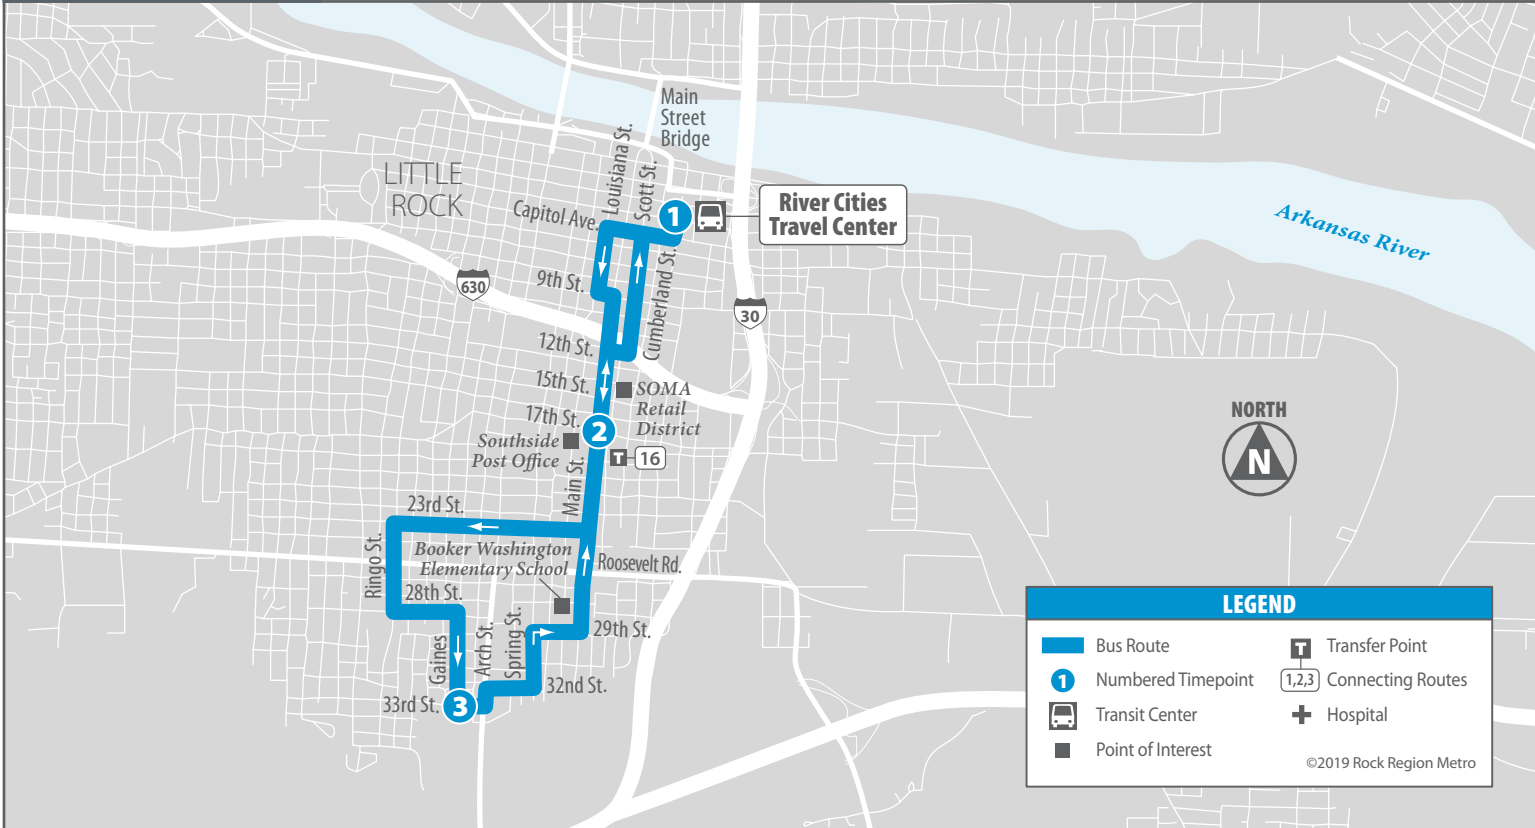 Main
Street
Bridge
Louisiana St.
Scott St.
LITTLE
ROCK
Capitol Ave.
1
River Cities
Travel Center
Arkansas River
Cumberland St.
9th St.
630
30
12th St.
15th St.
SOMA
Retail
District
17th St.
2
Southside
Post Office
T
16
Main St.
NORTH
N
23rd St.
Ringo St.
Booker Washington
Elementary School
Roosevelt Rd.
28th St.
Gaines
Arch St.
Spring St.
29th St.
32nd St.
33rd St.
3
LEGEND
Bus Route
1 Numbered Timepoint
Transit Center
Point of Interest
T Transfer Point
1,2,3 Connecting Routes
Hospital
©2019 Rock Region Metro